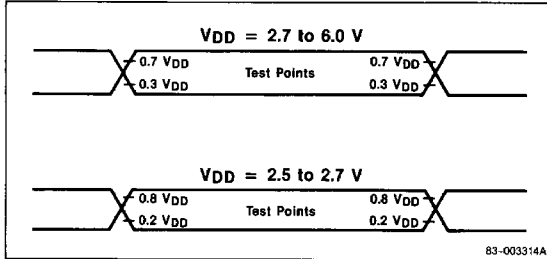 VDD = 2.7 to 6.0 V
0.7 VDD Test Points 0.7 VDD
0.3 VDD 0.3 VDD
VDD = 2.5 to 2.7 V
0.8 VDD Test Points 0.8 VDD
0.2 VDD 0.2 VDD
83-003314A